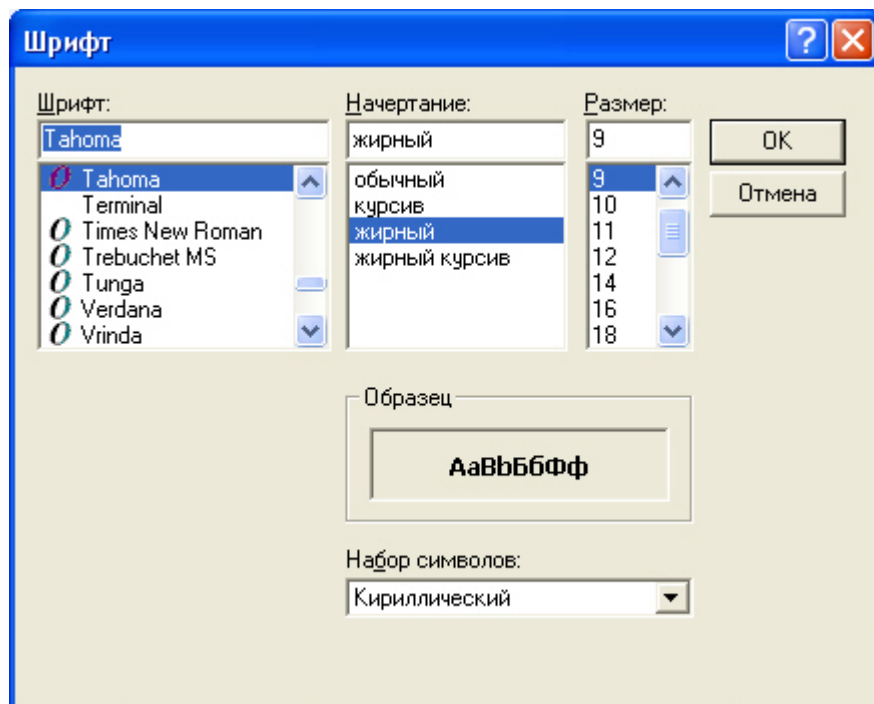 Шрифт
Шрифт:
Tahoma
Tahoma
Terminal
Times New Roman
Trebuchet MS
Tunga
Verdana
Vrinda
Начертание:
жирный
обычный
курсив
жирный
жирный курсив
Размер:
9
9
10
11
12
14
16
18
OK
Отмена
Образец
АаBbБбФф
Набор символов:
Кириллический